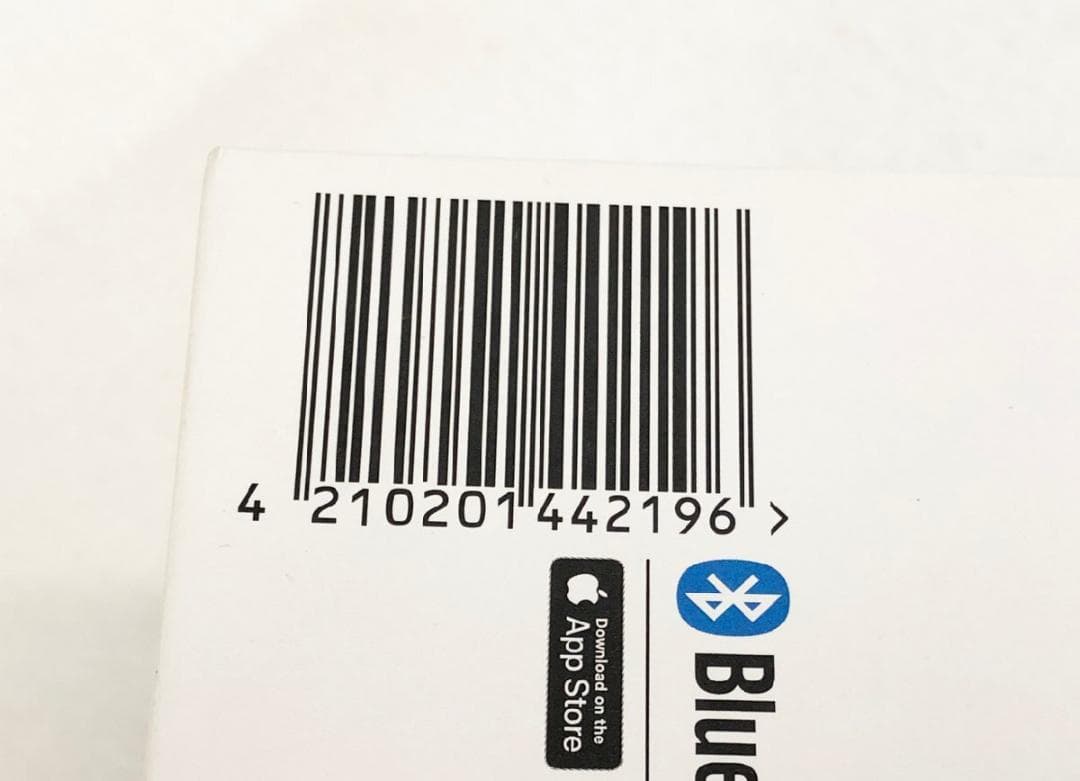 4 210201 442196 >
Download on the
App Store
Blue